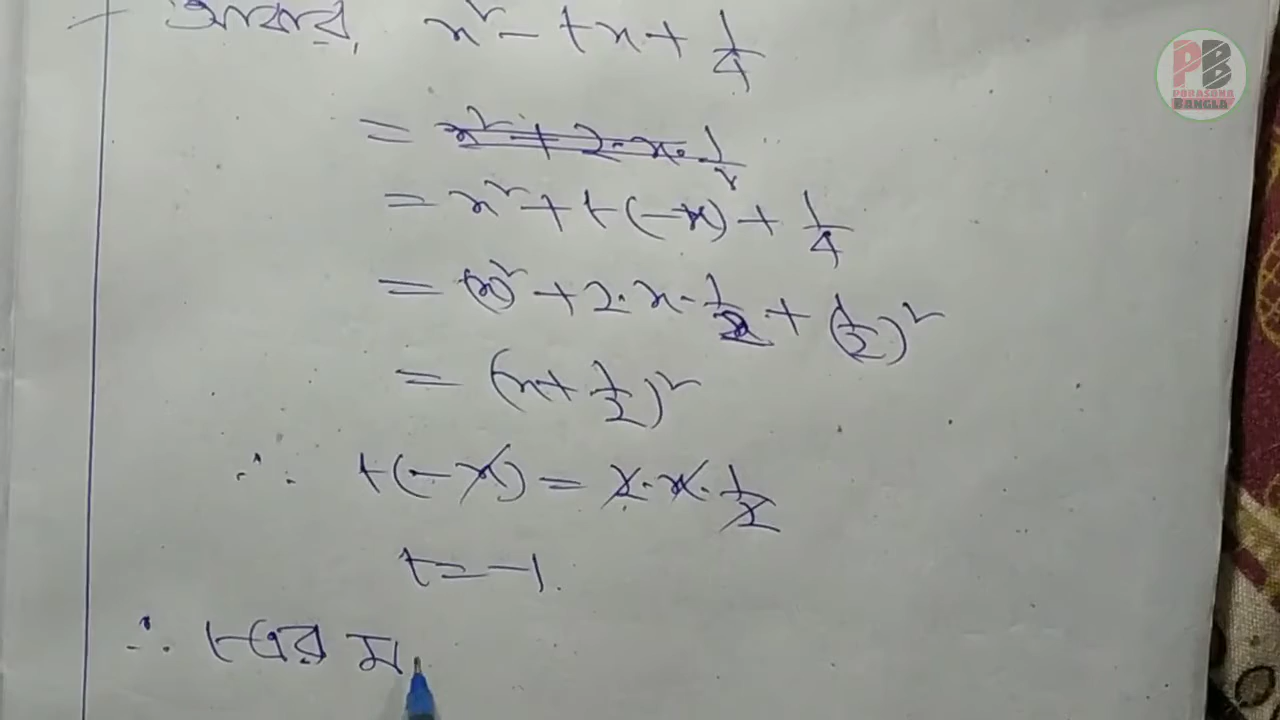 আবার, x² - tx + 1/4
PB
PORASONA
BANGLA
= x² + 2·x·1/2
= x² + t(-x) + 1/4
= (x)² + 2·x·1/2 + (1/2)²
= (x + 1/2)²
∴ t(-x) = 2·x·1/2
t = -1.
∴ t-এর ম